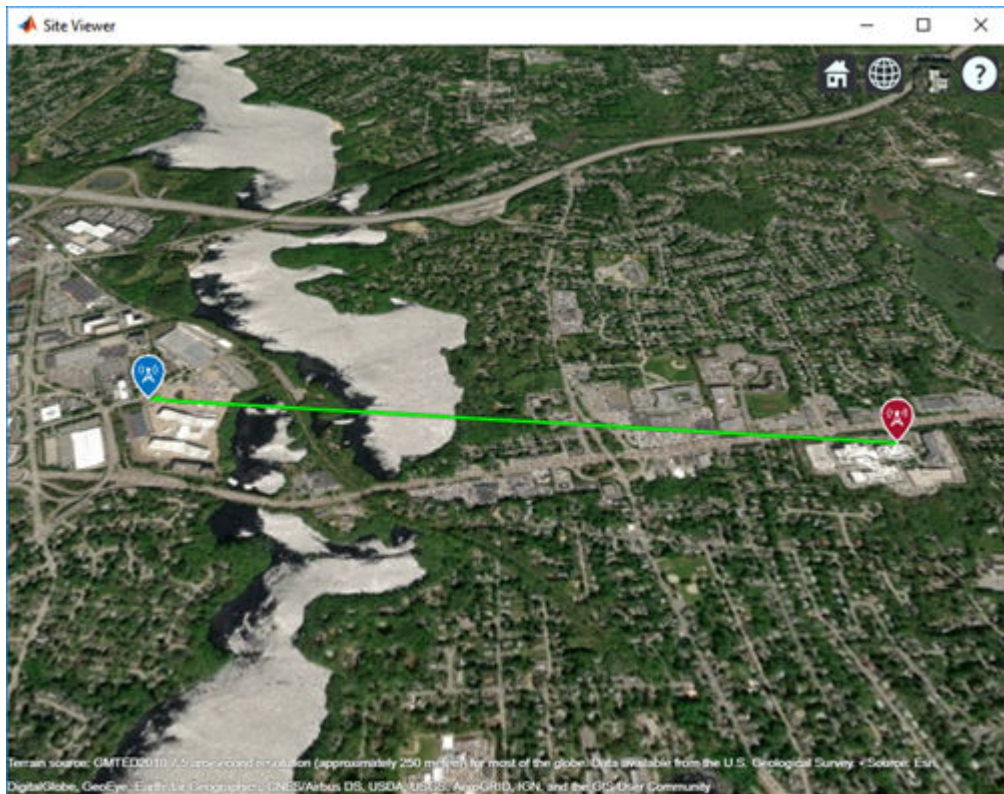 Site Viewer
?
Terrain source: GMTED2010 7.5 arc-second resolution (approximately 250 meters) for most of the globe. Data available from the U.S. Geological Survey. • Source: Esri,
DigitalGlobe, GeoEye, Earthstar Geographics, CNES/Airbus DS, USDA, USGS, AeroGRID, IGN, and the GIS User Community